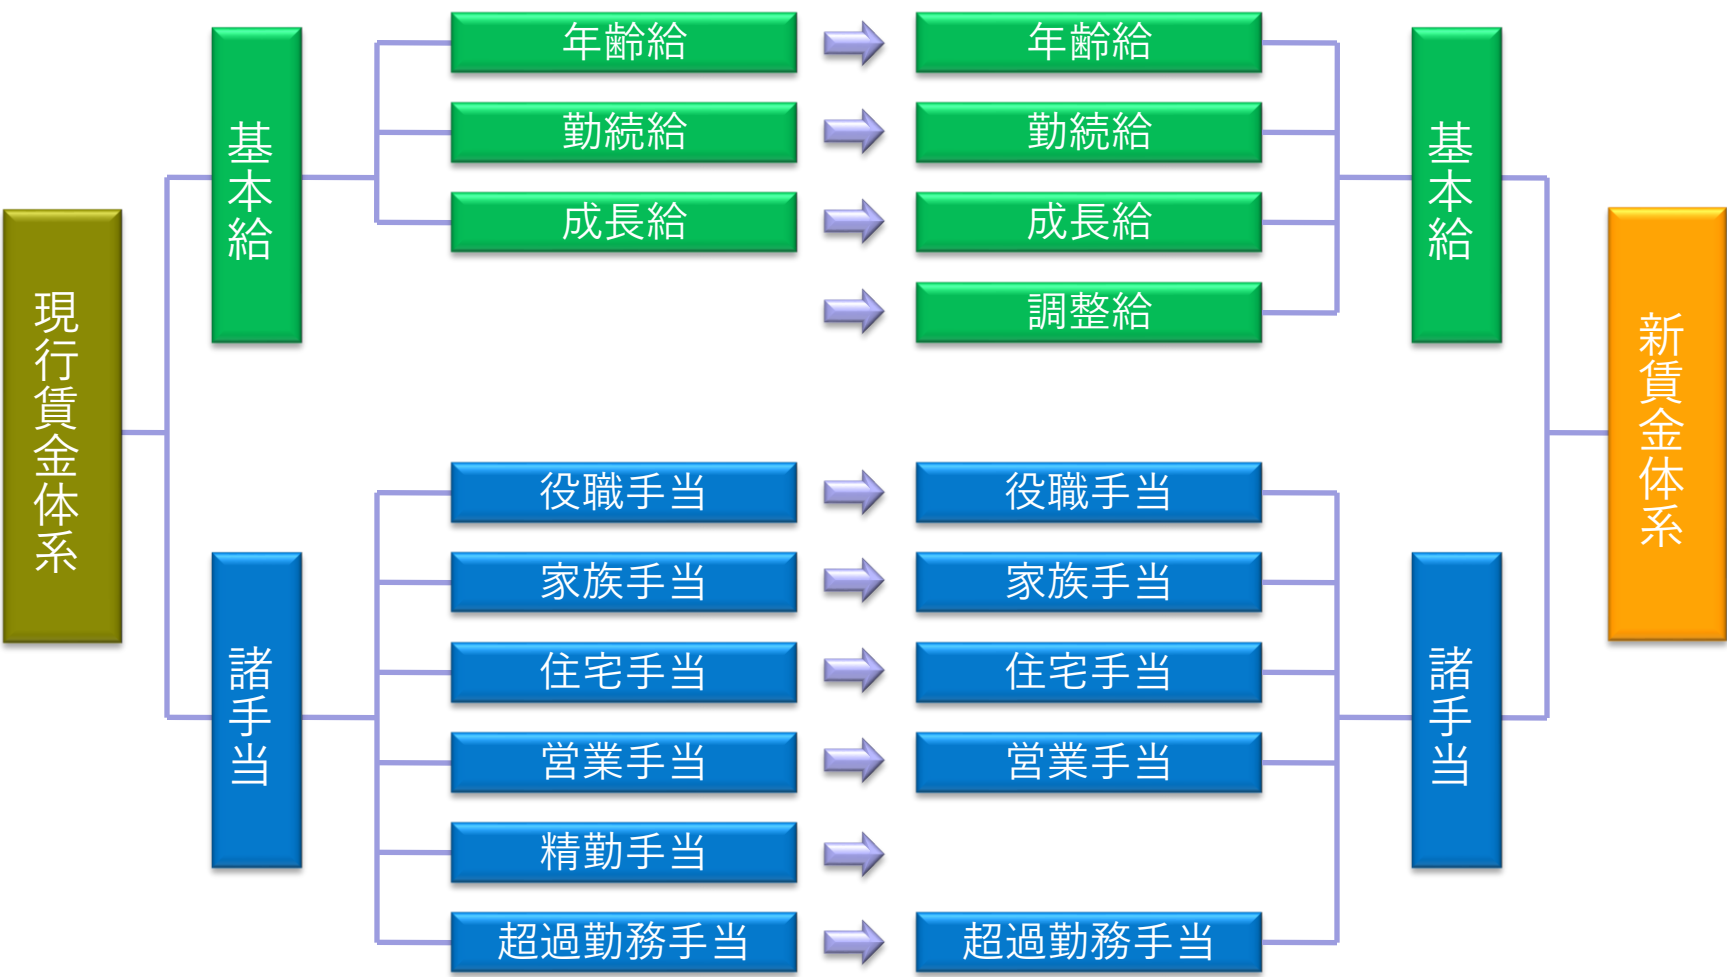 現行賃金体系
基本給
年齢給
年齢給
勤続給
勤続給
成長給
成長給
調整給
基本給
新賃金体系
諸手当
役職手当
役職手当
家族手当
家族手当
住宅手当
住宅手当
営業手当
営業手当
精勤手当
超過勤務手当
超過勤務手当
諸手当